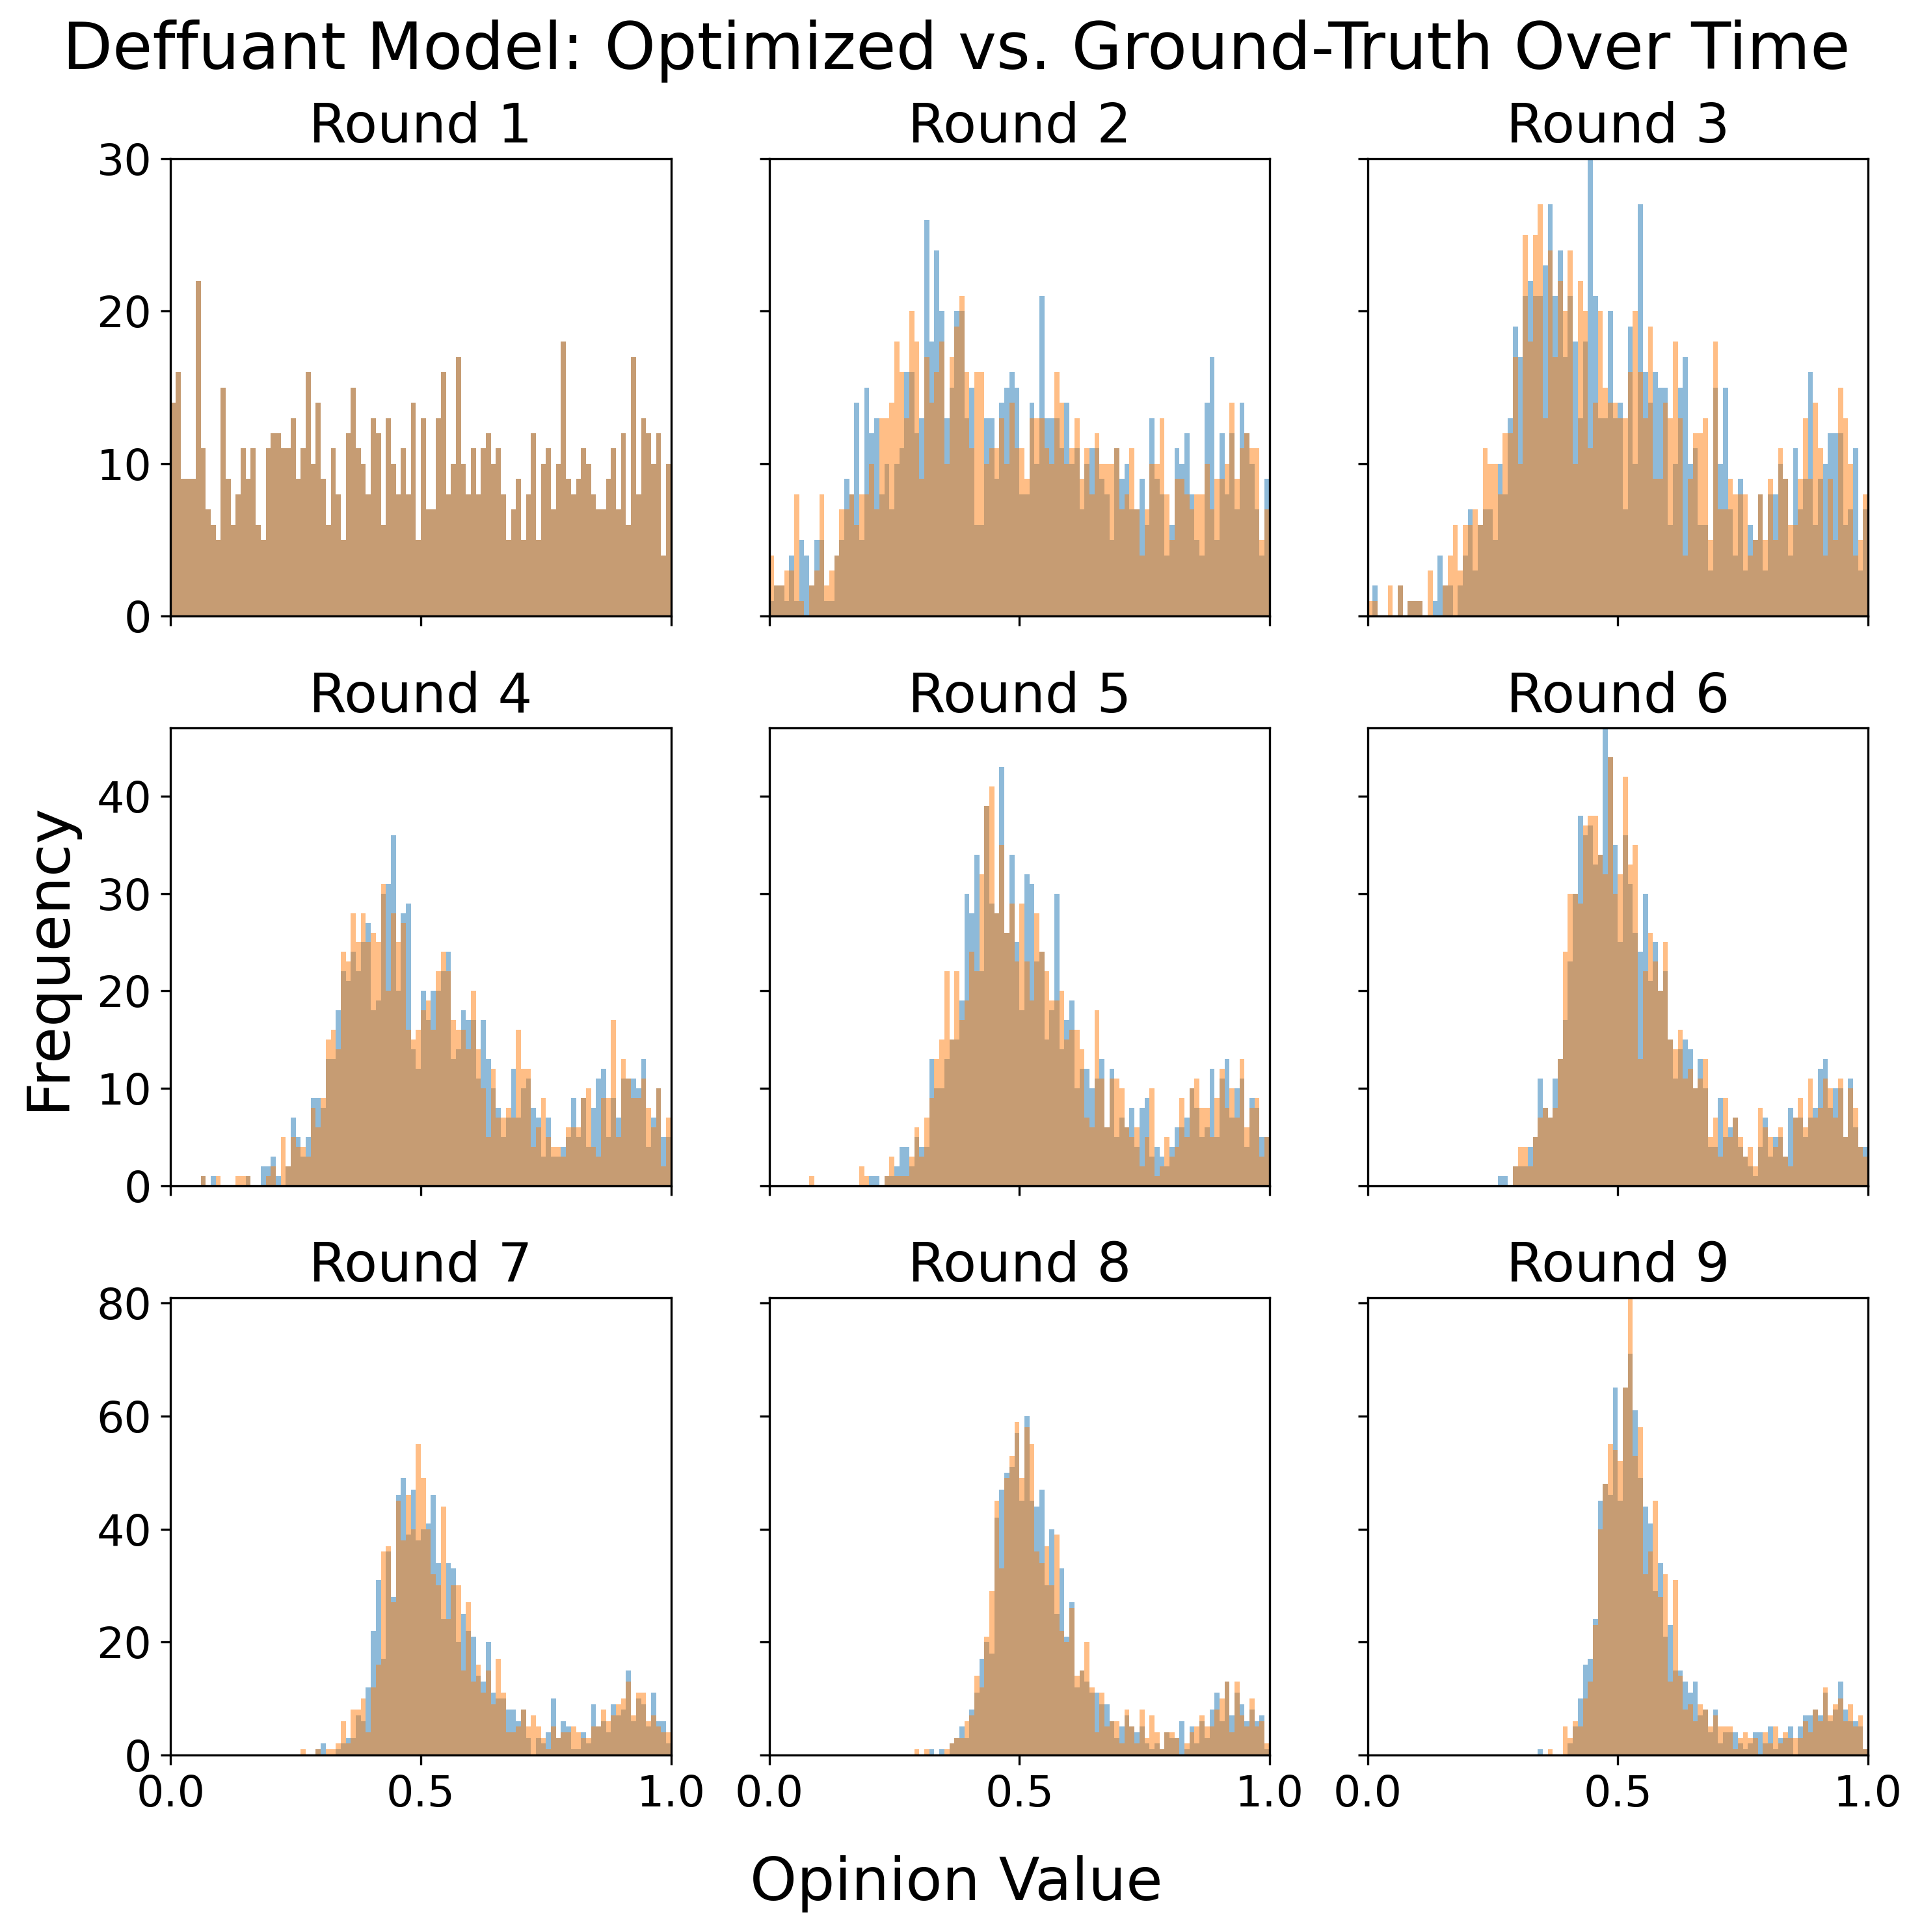 Deffuant Model: Optimized vs. Ground-Truth Over Time
Round 1
Round 2
Round 3
30
20
10
0
Round 4
Round 5
Round 6
Frequency
40
30
20
10
0
Round 7
Round 8
Round 9
80
60
40
20
0
0.0 0.5 1.0 0.0 0.5 1.0 0.0 0.5 1.0
Opinion Value